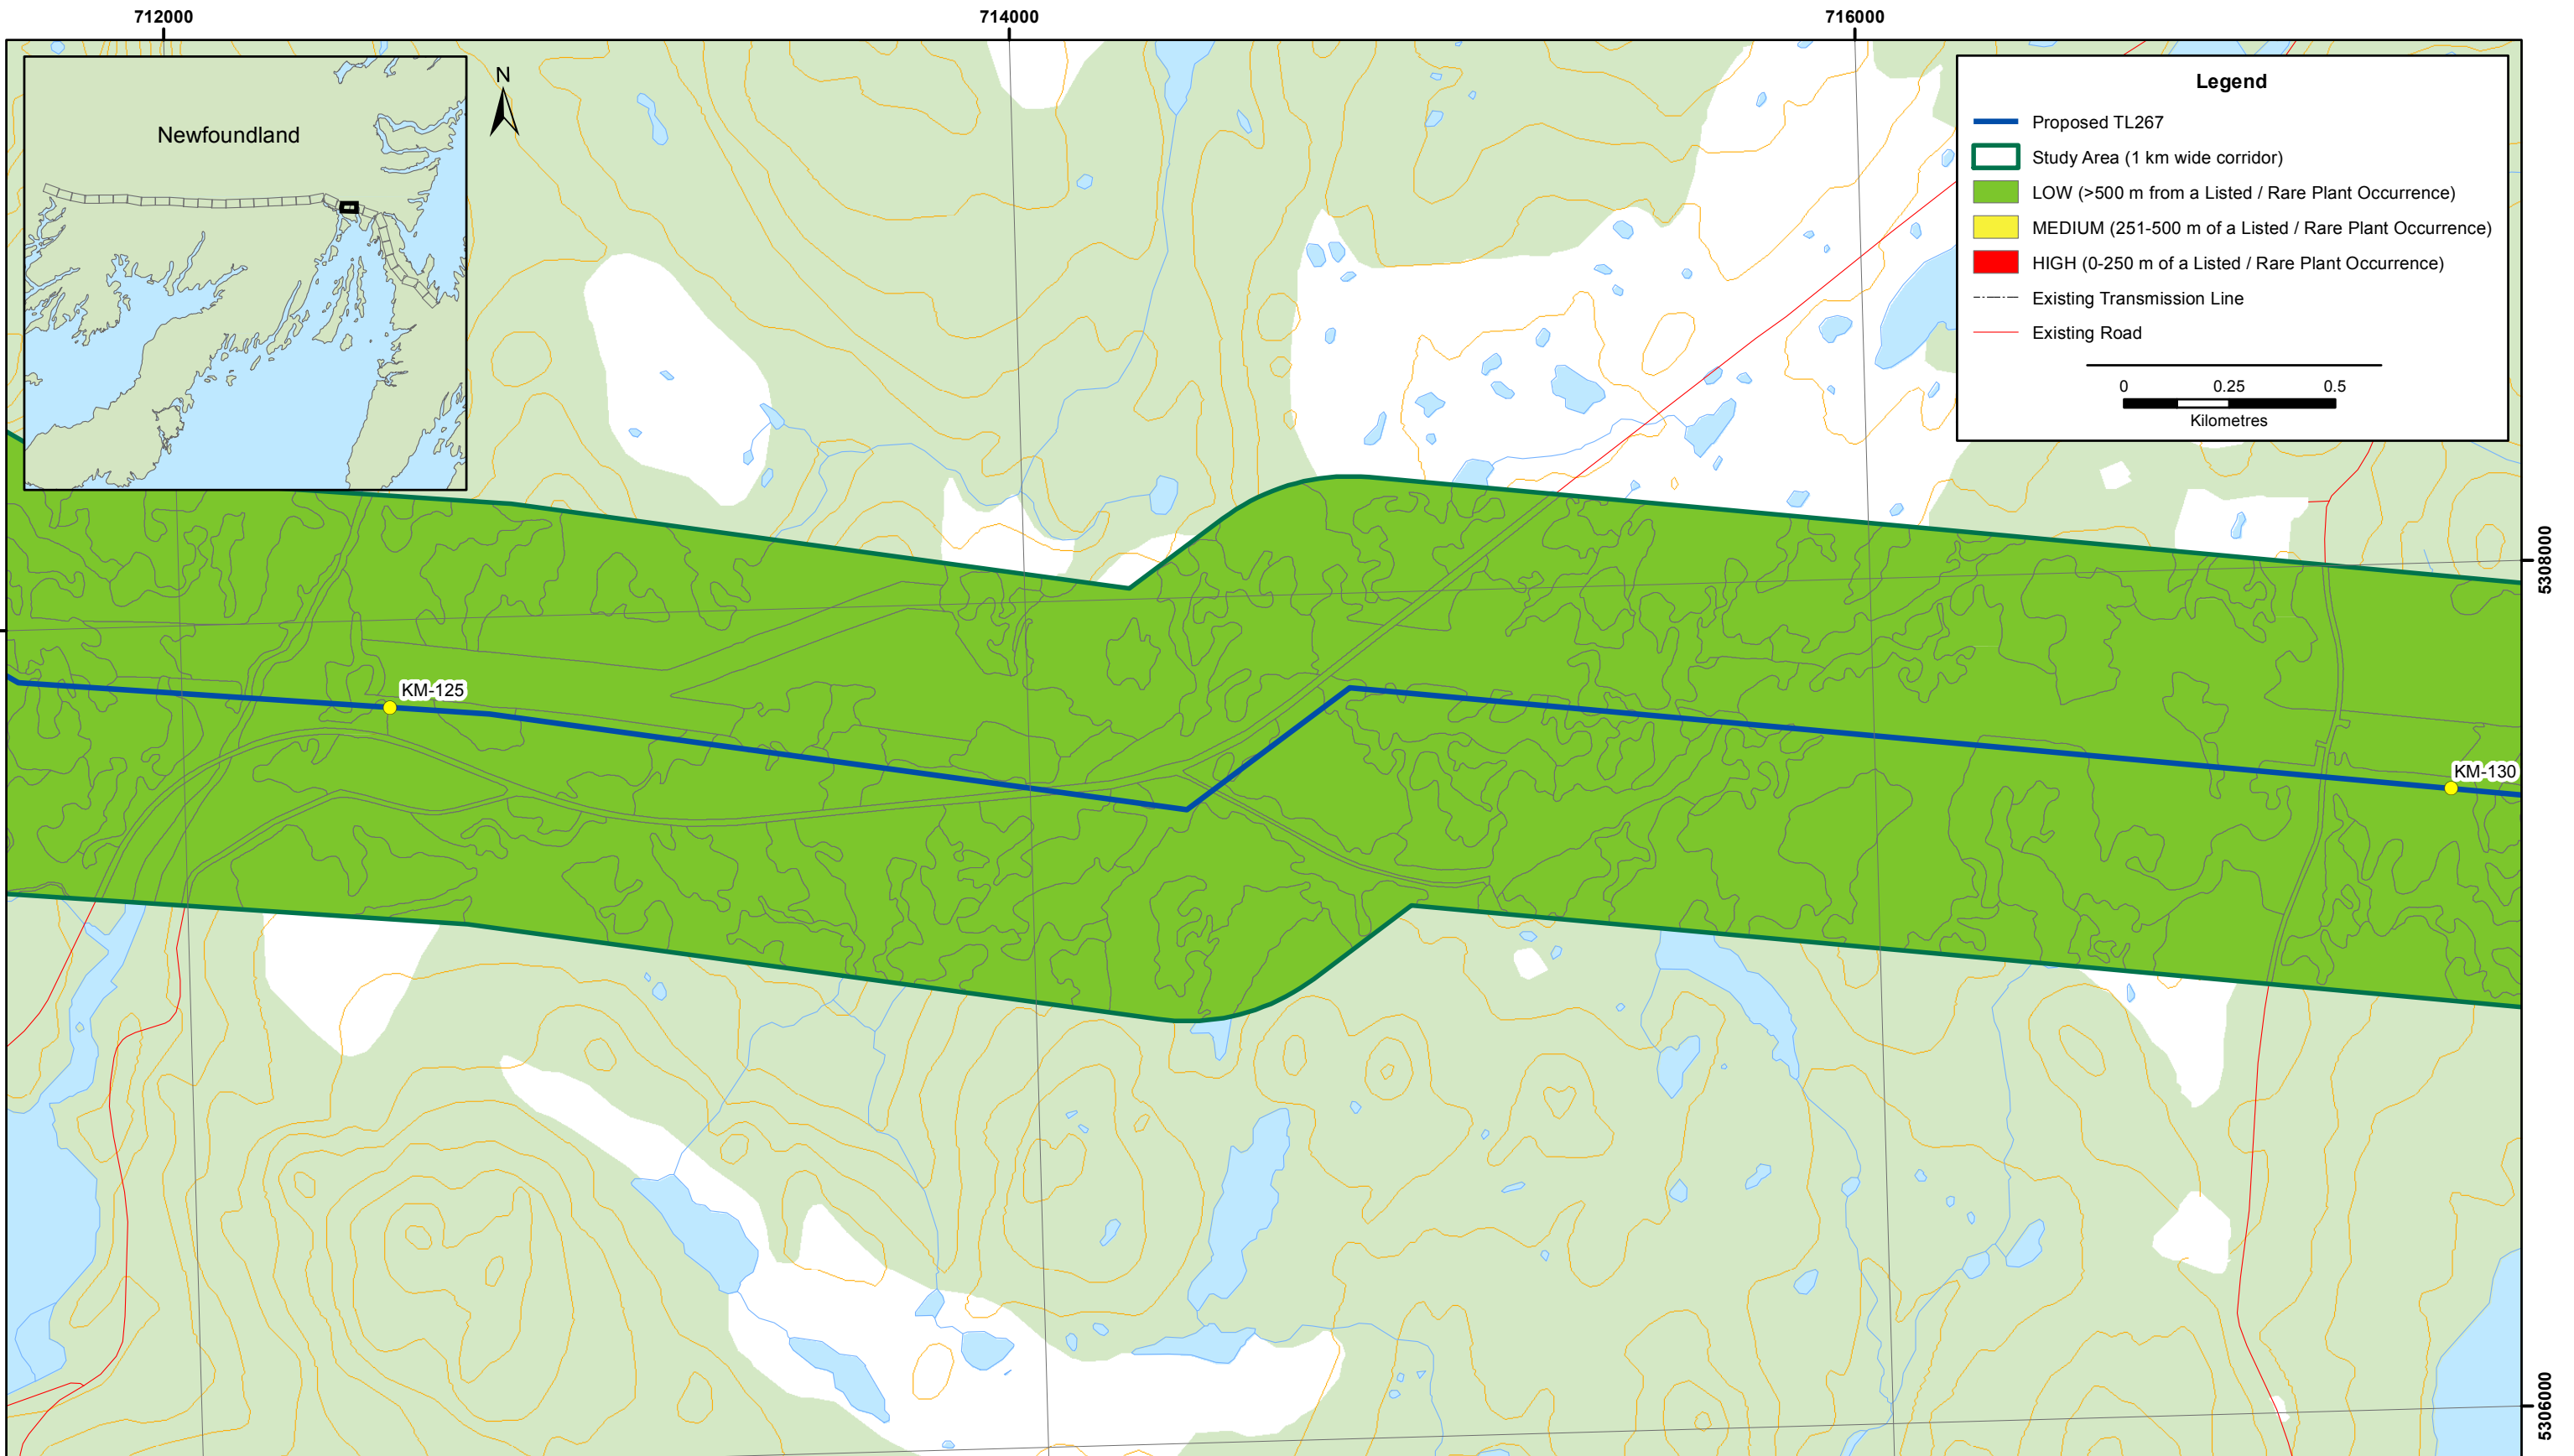 712000
714000
716000
Newfoundland
N
Legend
Proposed TL267
Study Area (1 km wide corridor)
LOW (>500 m from a Listed / Rare Plant Occurrence)
MEDIUM (251-500 m of a Listed / Rare Plant Occurrence)
HIGH (0-250 m of a Listed / Rare Plant Occurrence)
Existing Transmission Line
Existing Road
0 0.25 0.5
Kilometres
5308000
KM-125
KM-130
5306000